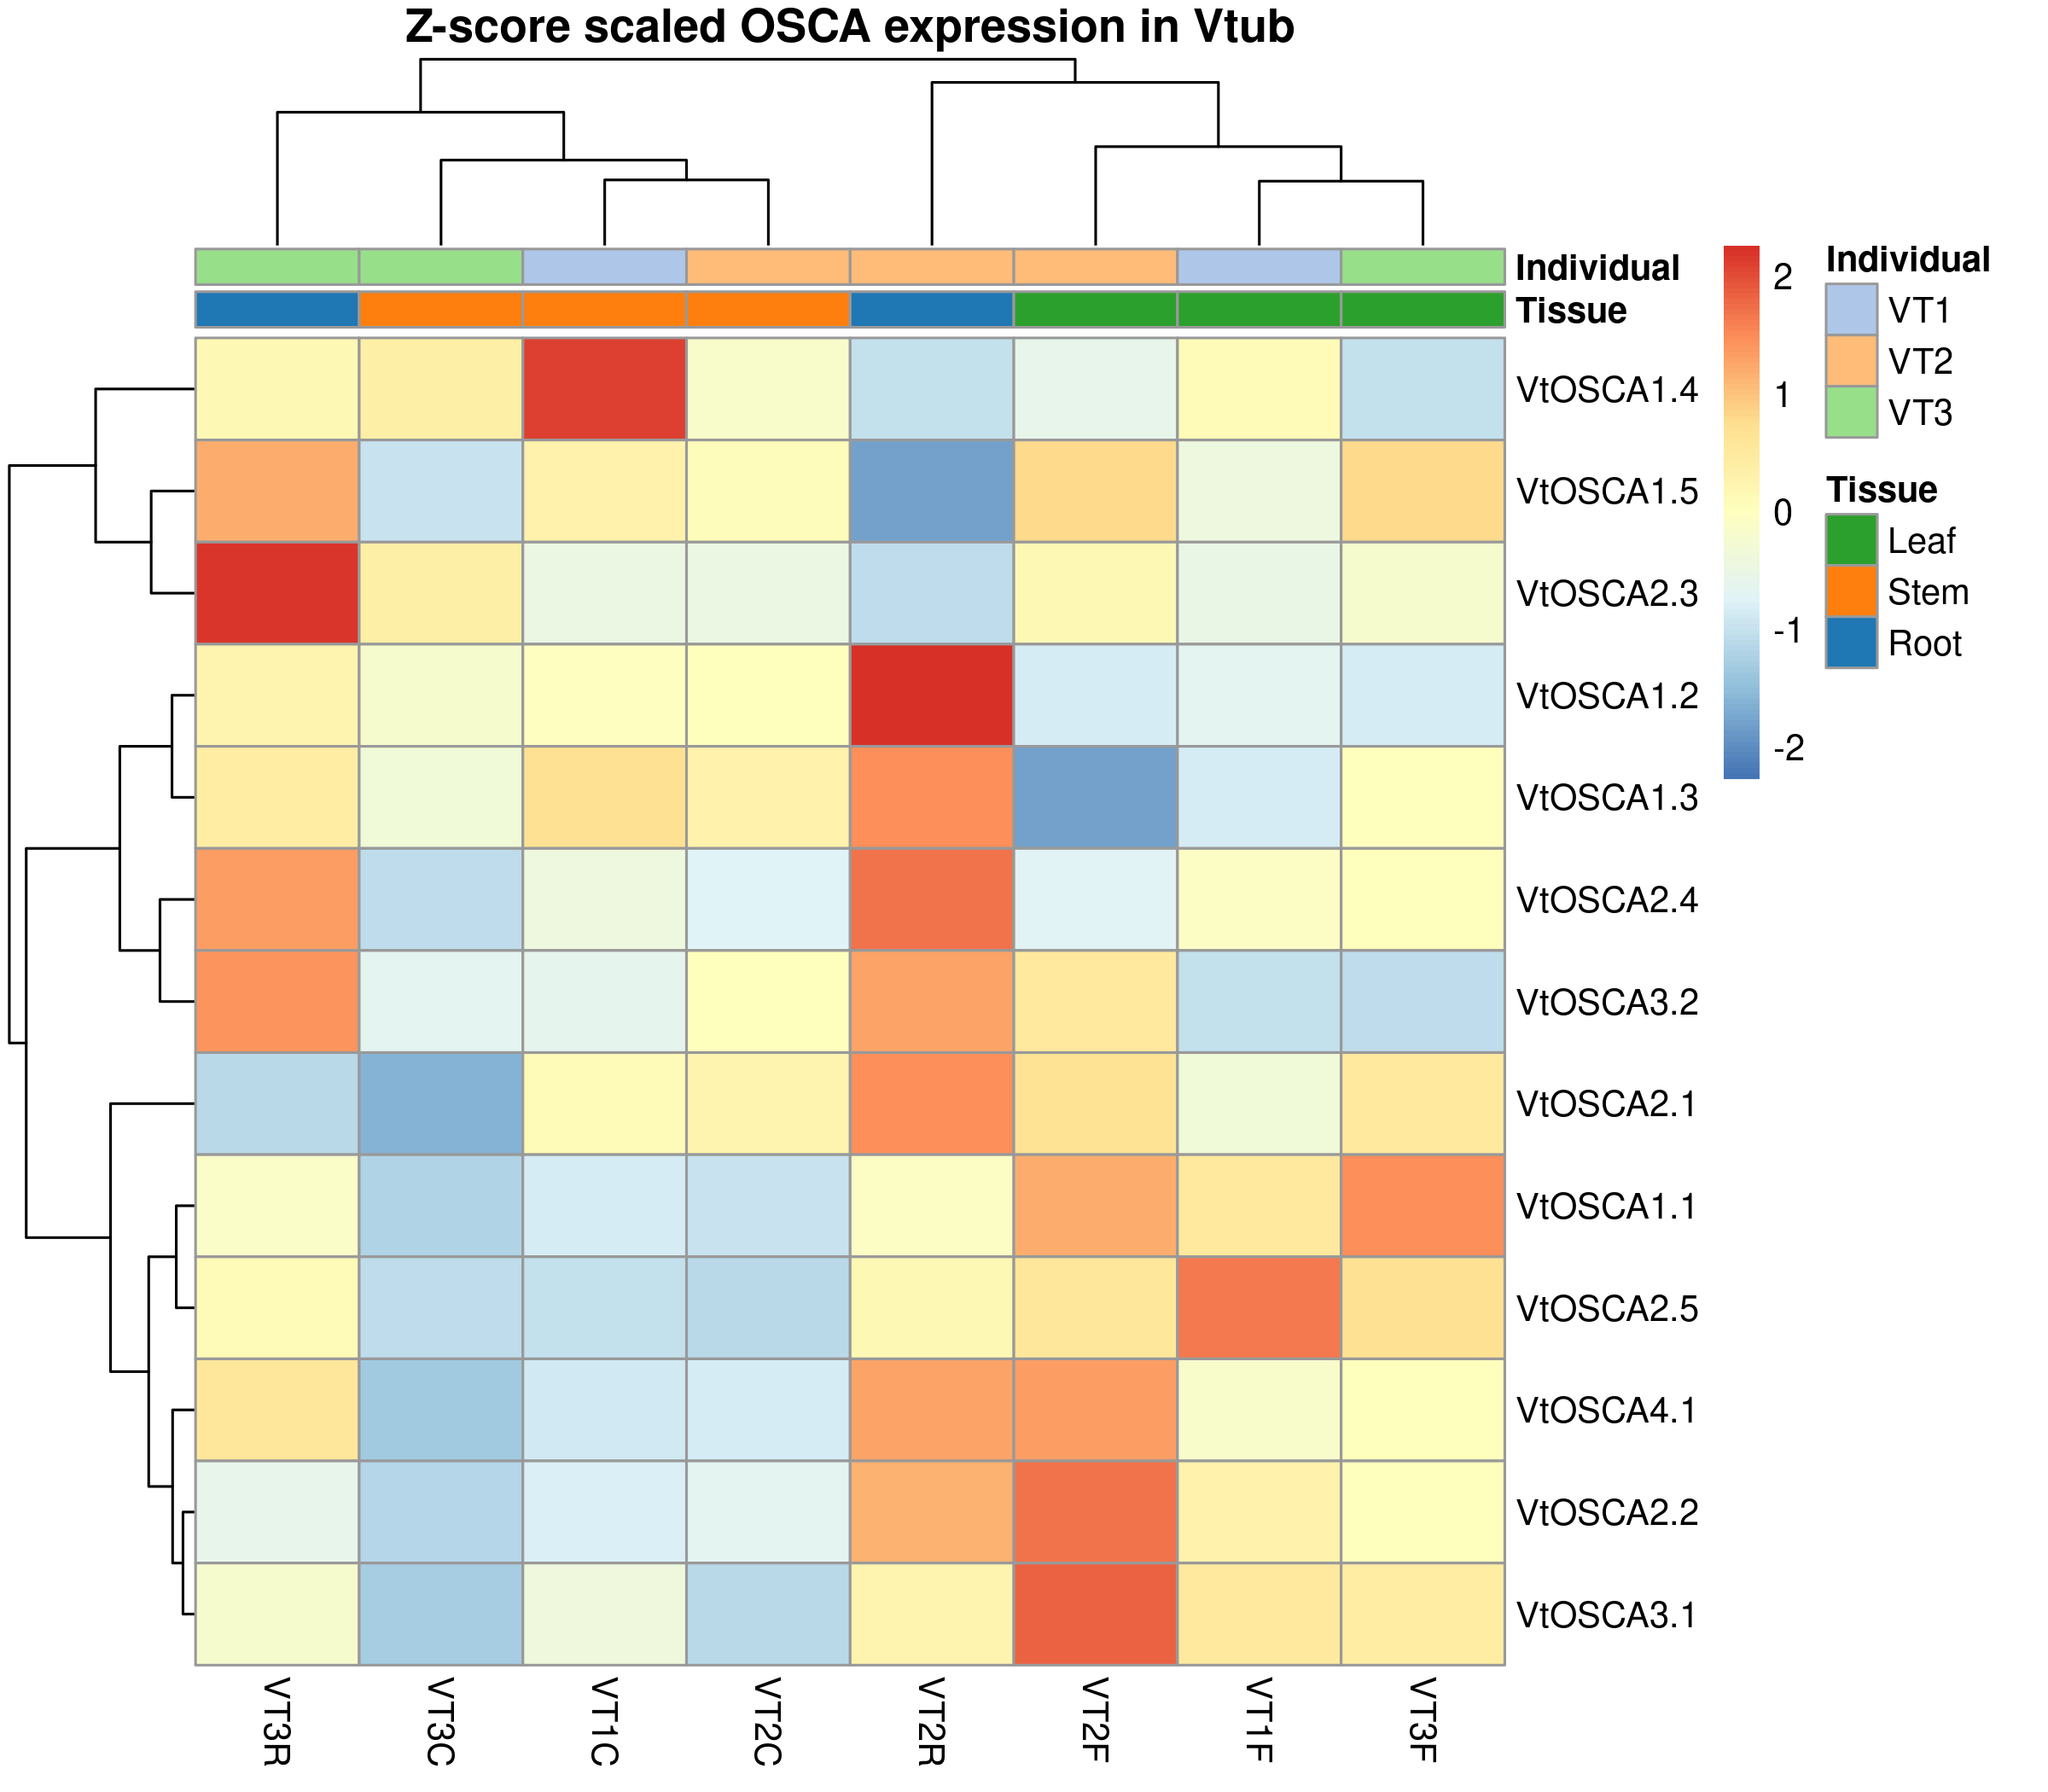 Z-score scaled OSCA expression in Vtub
Individual
Tissue
VtOSCA1.4
VtOSCA1.5
VtOSCA2.3
VtOSCA1.2
VtOSCA1.3
VtOSCA2.4
VtOSCA3.2
VtOSCA2.1
VtOSCA1.1
VtOSCA2.5
VtOSCA4.1
VtOSCA2.2
VtOSCA3.1
VT3R
VT3C
VT1C
VT2C
VT2R
VT2F
VT1F
VT3F
2
1
0
-1
-2
Individual
VT1
VT2
VT3
Tissue
Leaf
Stem
Root